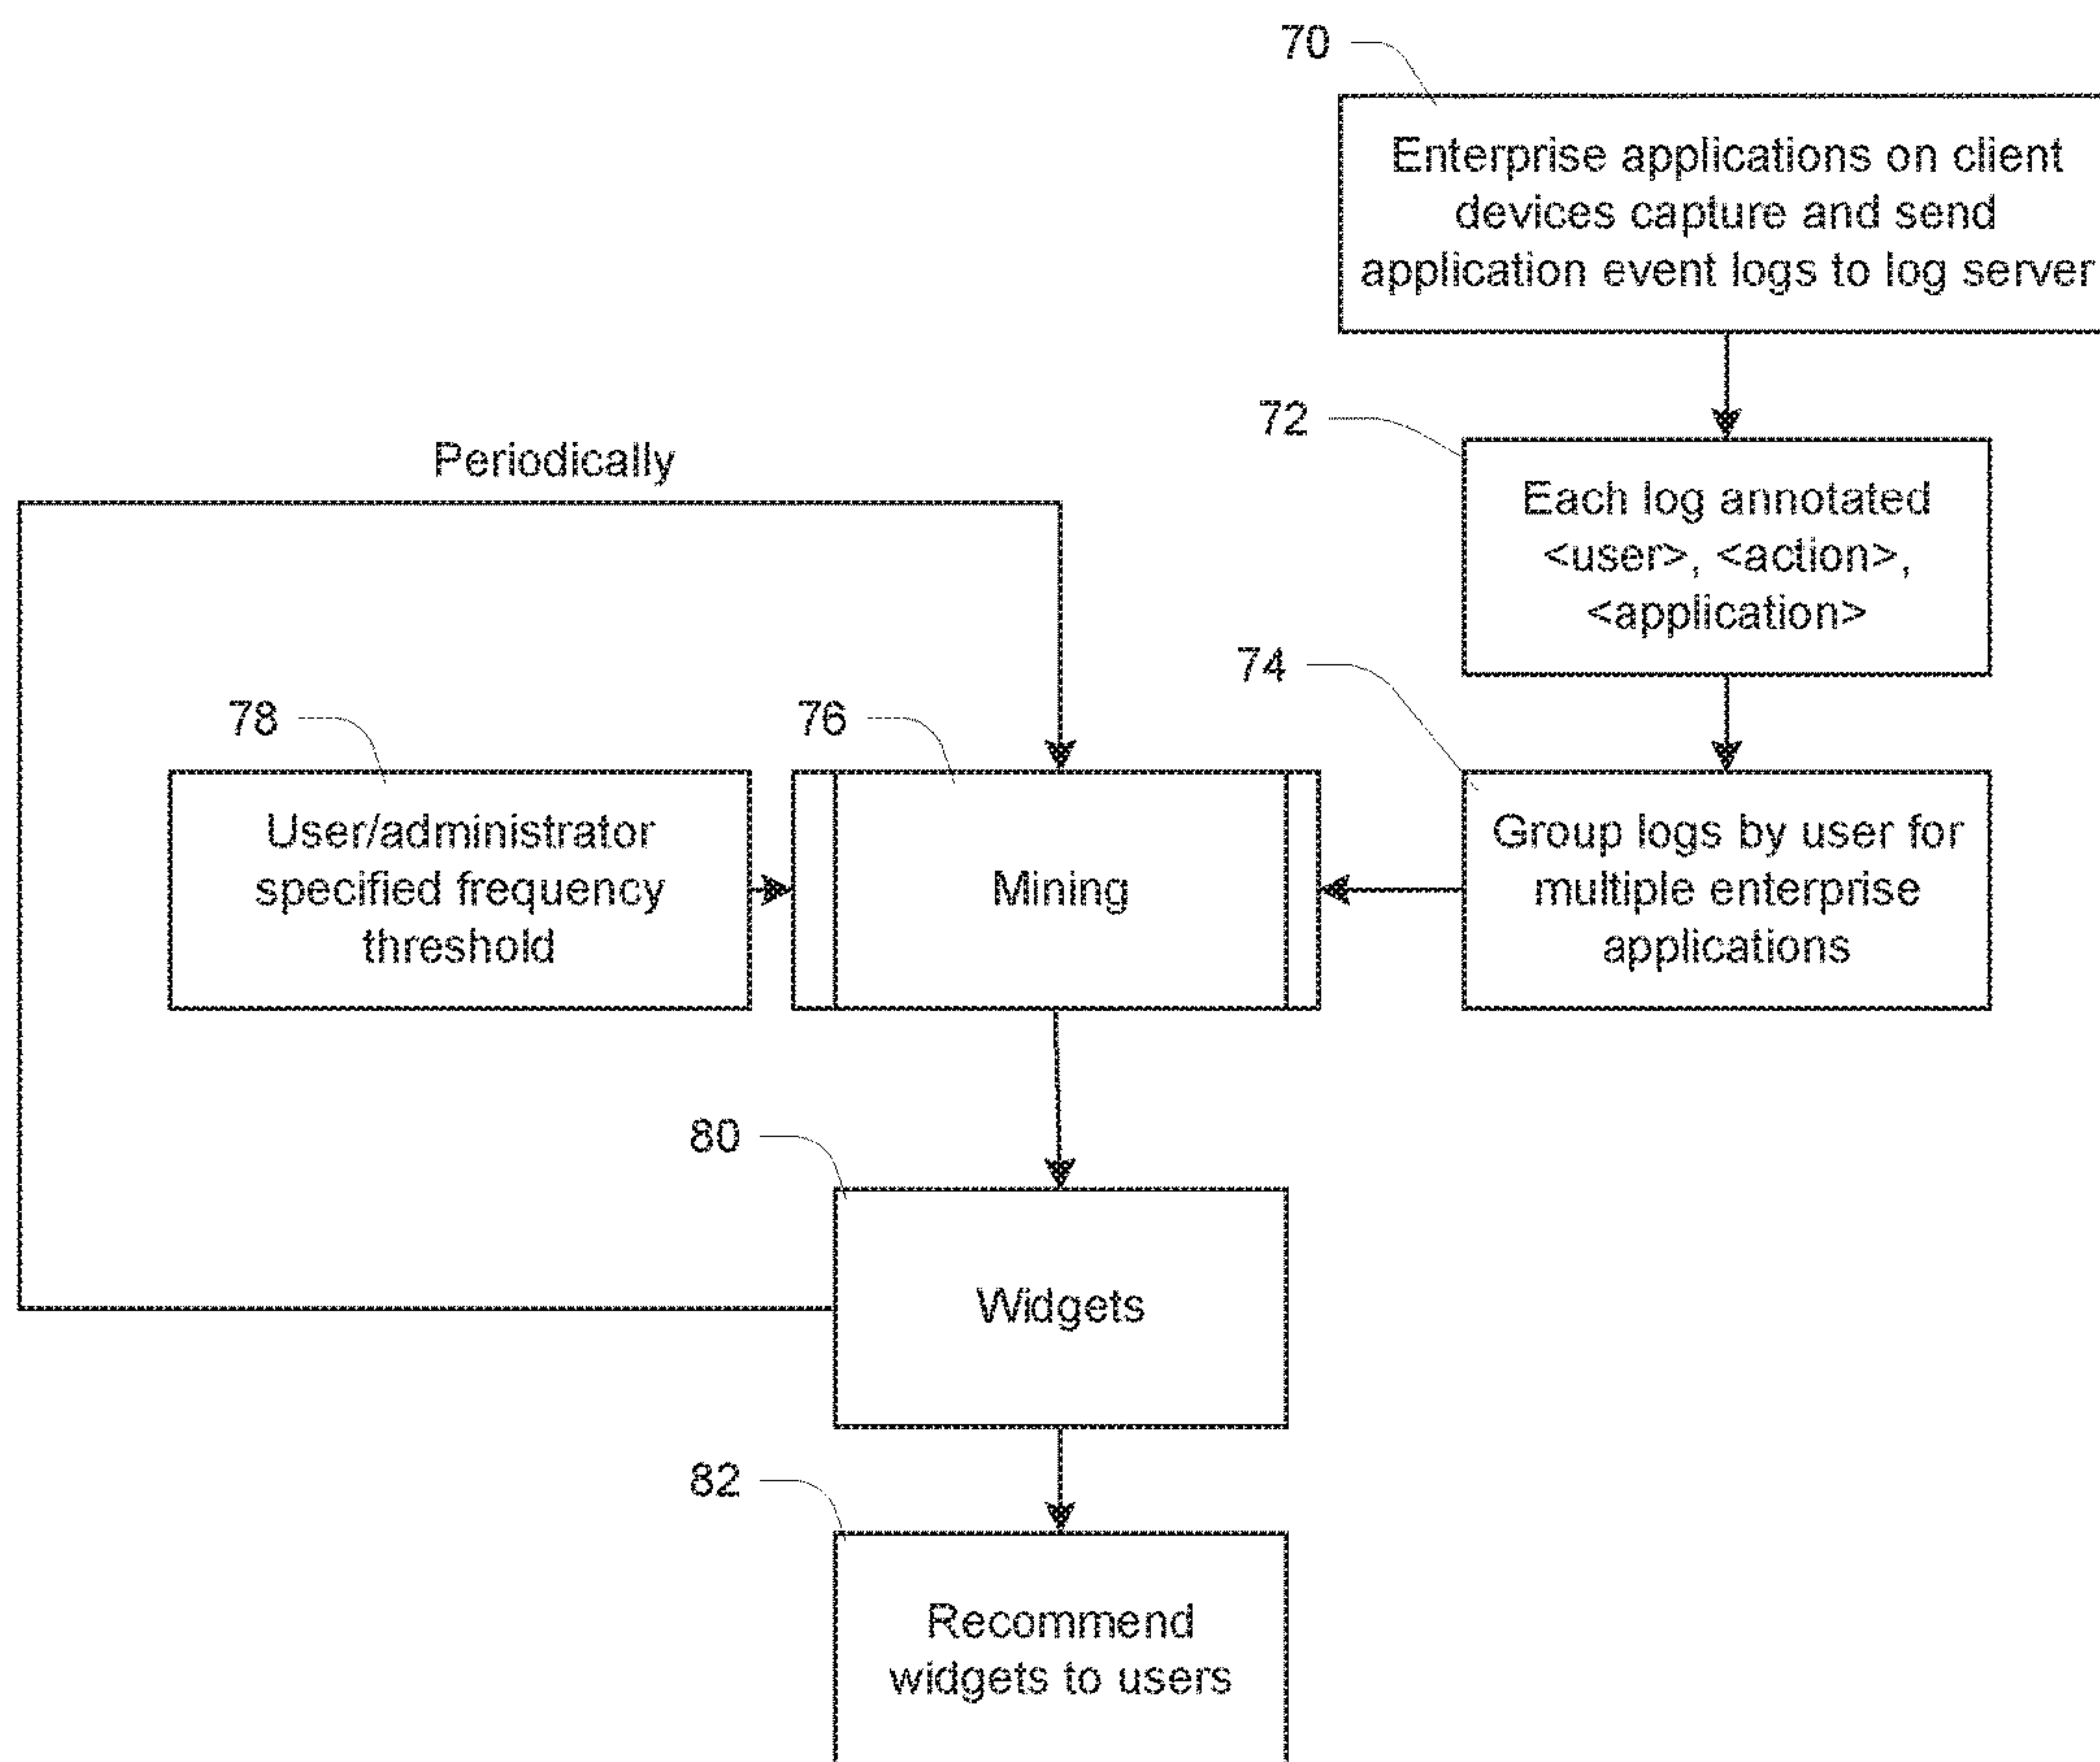 70
Enterprise applications on client
devices capture and send
application event logs to log server
72
Each log annotated
<user>, <action>,
<application>
Periodically
74
Group logs by user for
multiple enterprise
applications
78
User/administrator
specified frequency
threshold
76
Mining
80
Widgets
82
Recommend
widgets to users